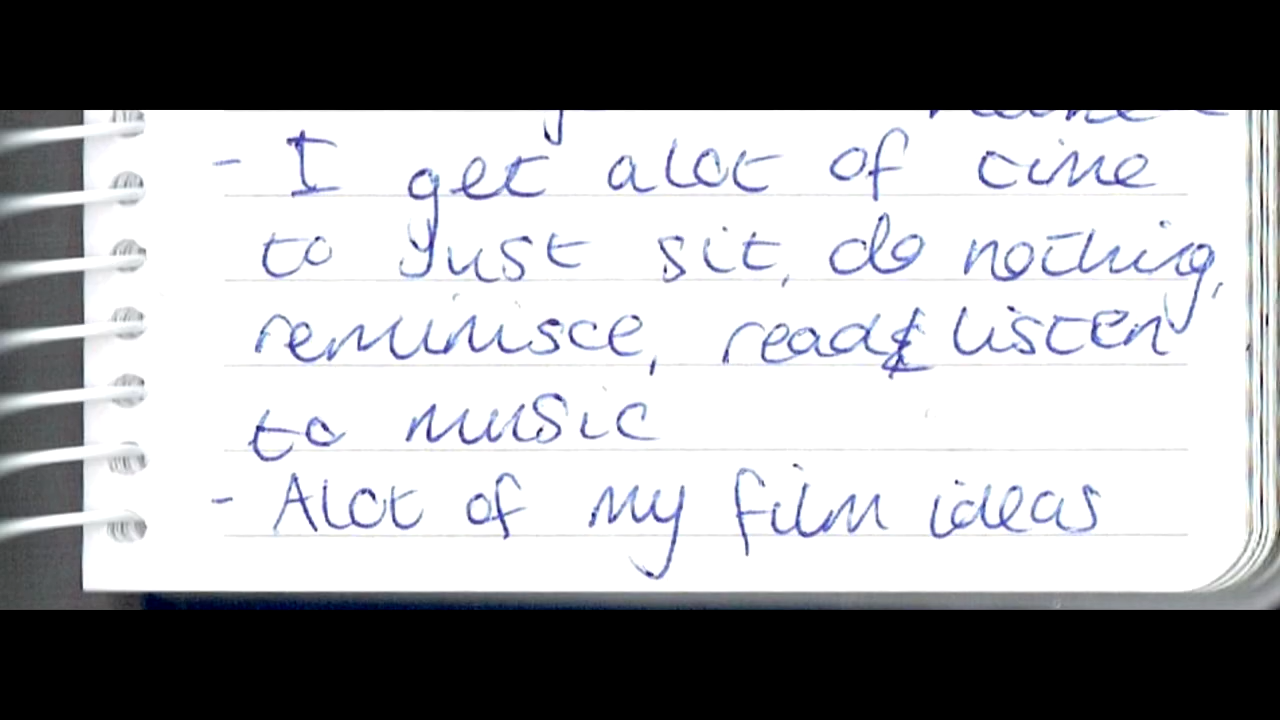 - I get alot of time
to Just sit, do nothing,
reminisce, read & listen
to music
- Alot of my film ideas